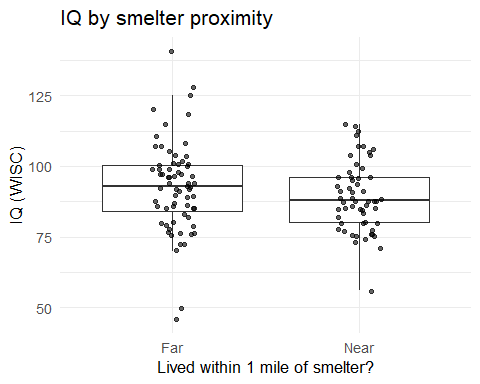 IQ by smelter proximity
IQ (WISC)
125
100
75
50
Far
Near
Lived within 1 mile of smelter?